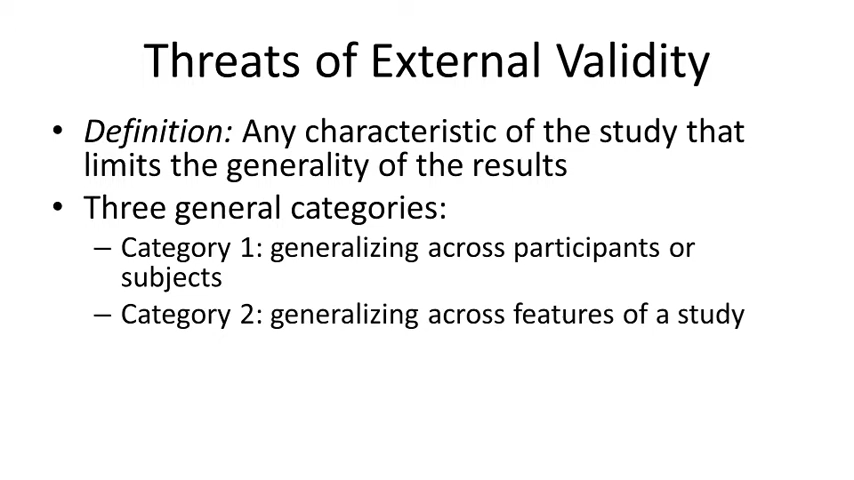 Threats of External Validity
• Definition: Any characteristic of the study that
limits the generality of the results
• Three general categories:
– Category 1: generalizing across participants or
subjects
– Category 2: generalizing across features of a study